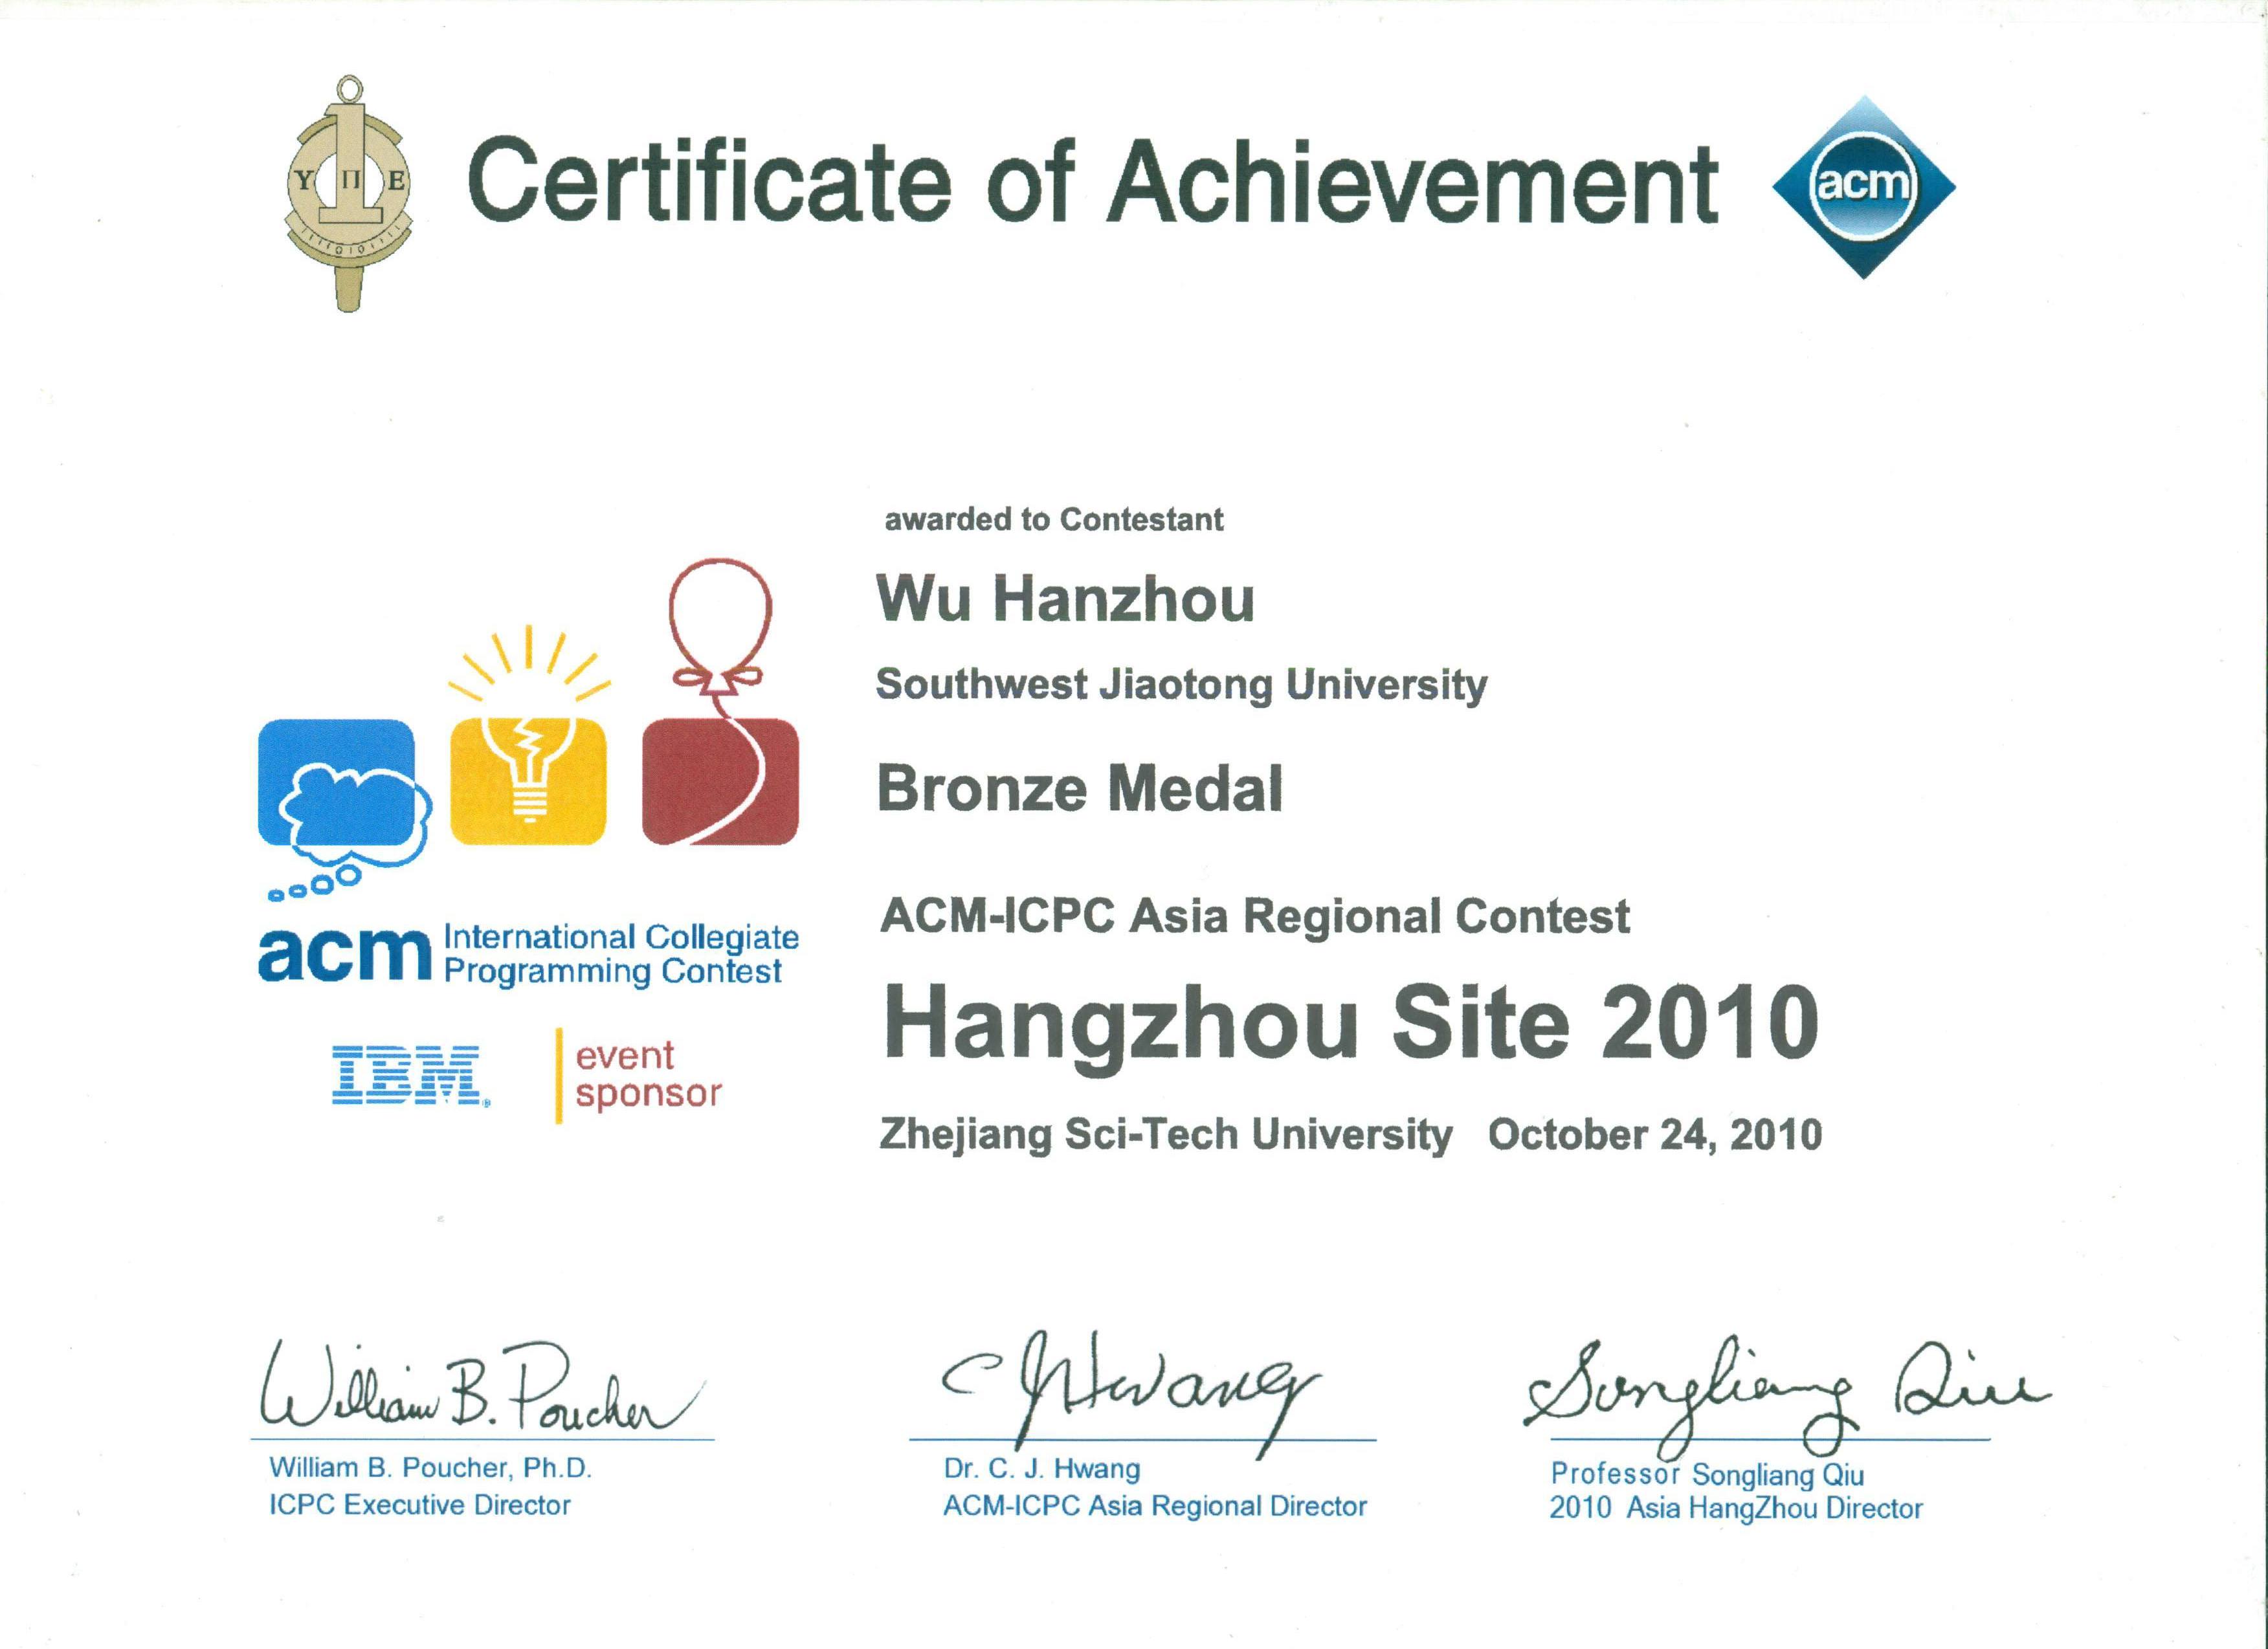 Certificate of Achievement
Υ Π Ε
acm
awarded to Contestant
Wu Hanzhou
Southwest Jiaotong University
Bronze Medal
ACM-ICPC Asia Regional Contest
Hangzhou Site 2010
Zhejiang Sci-Tech University October 24, 2010
acm International Collegiate
Programming Contest
IBM®
event
sponsor
William B. Poucher
William B. Poucher, Ph.D.
ICPC Executive Director
C J Hwang
Dr. C. J. Hwang
ACM-ICPC Asia Regional Director
Songliang Qiu
Professor Songliang Qiu
2010 Asia HangZhou Director